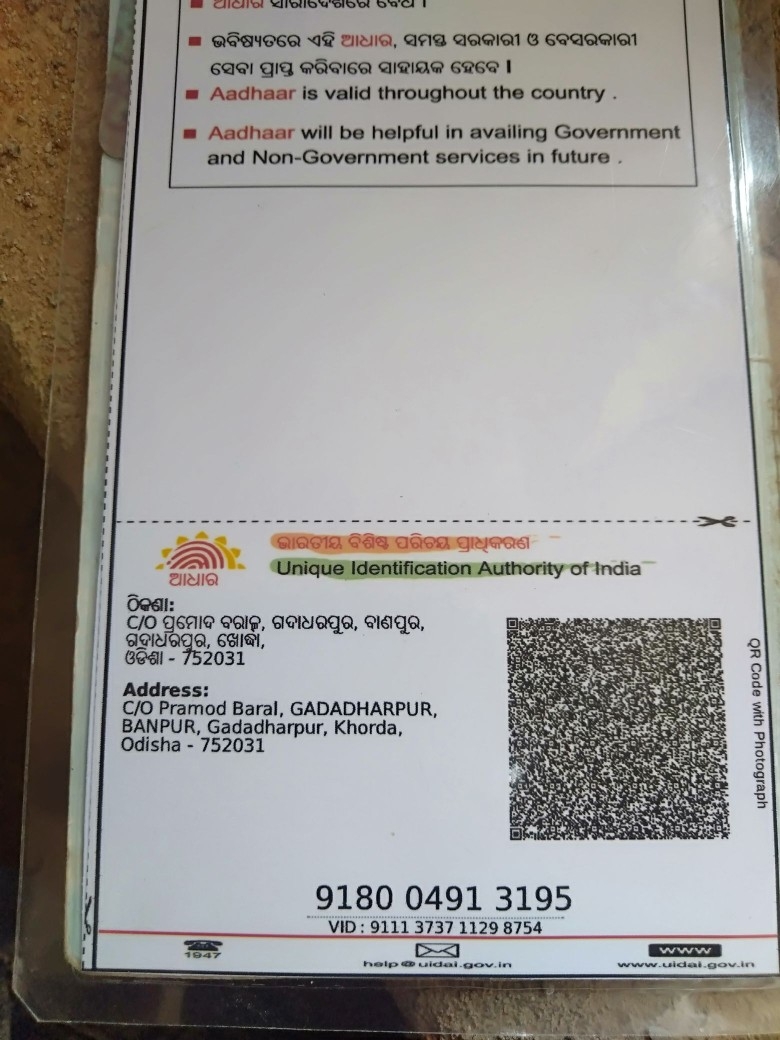 ଆଧାର ସାରାଦେଶରେ ବୈଧ ।
ଭବିଷ୍ୟତରେ ଏହି ଆଧାର, ସମସ୍ତ ସରକାରୀ ଓ ବେସରକାରୀ
ସେବା ପ୍ରାପ୍ତ କରିବାରେ ସାହାୟକ ହେବେ ।
Aadhaar is valid throughout the country .
Aadhaar will be helpful in availing Government
and Non-Government services in future .
ଭାରତୀୟ ବିଶିଷ୍ଟ ପରିଚୟ ପ୍ରାଧିକରଣ
Unique Identification Authority of India
ଆଧାର
ଠିକଣା:
C/O ପ୍ରମୋଦ ବରାଳ, ଗଦାଧରପୁର, ବାଣପୁର,
ଗଦାଧରପୁର, ଖୋର୍ଦ୍ଧା,
ଓଡିଶା - 752031
Address:
C/O Pramod Baral, GADADHARPUR,
BANPUR, Gadadharpur, Khorda,
Odisha - 752031
QR Code with Photograph
9180 0491 3195
VID : 9111 3737 1129 8754
1947
help@uidai.gov.in
www
www.uidai.gov.in